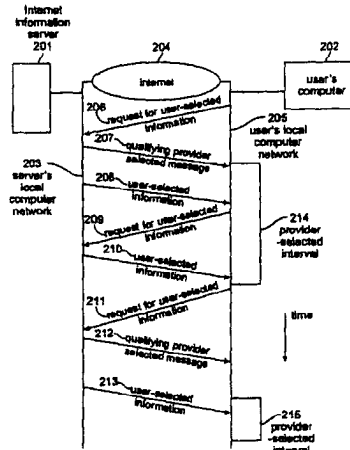 Internet
information
server
201
204
internet
202
user's
computer
206
request for user-selected
information
205
user's local
computer
network
207
qualifying provider
selected message
203
server's
local
computer
network
208
user-selected
information
209
request for user-selected
information
214
provider
-selected
interval
210
user-selected
information
211
request for user-selected
information
212
qualifying provider
selected message
time
213
user-selected
information
215
provider
-selected
interval